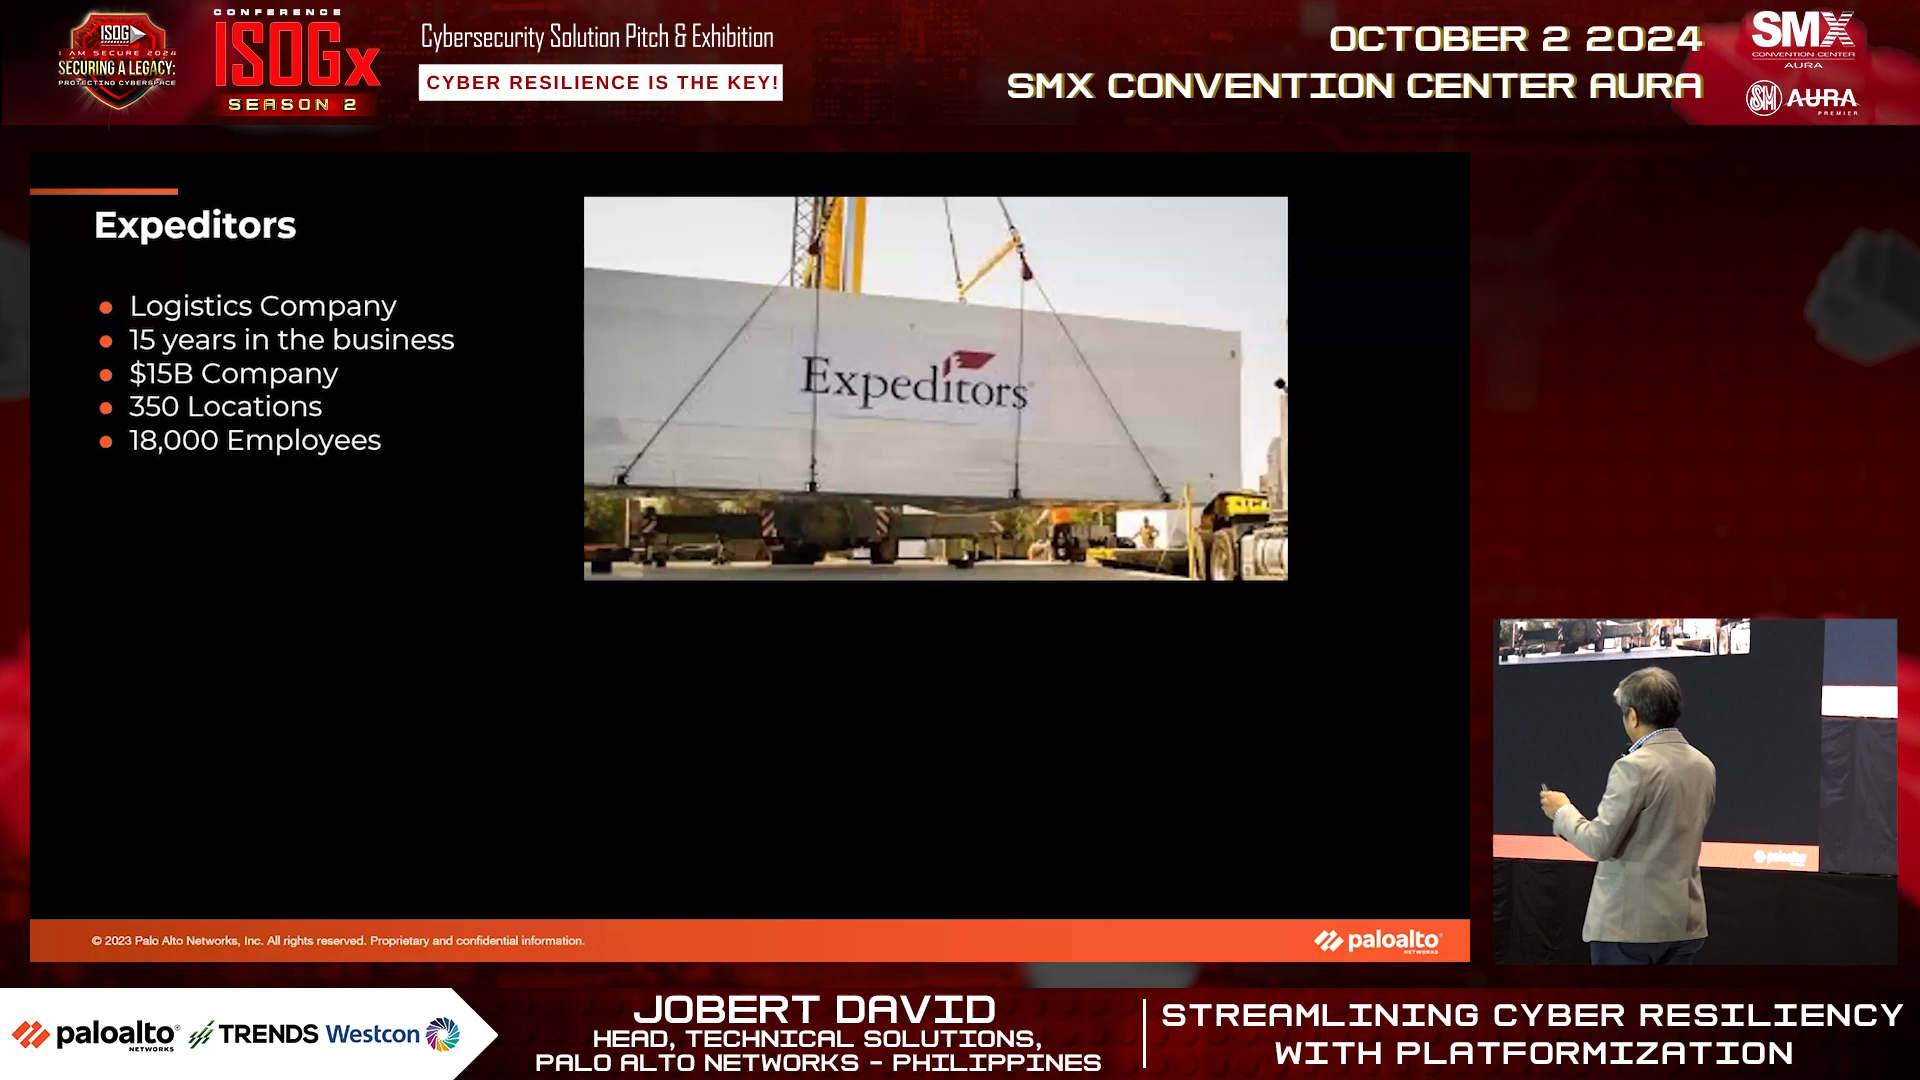 ISOG
I AM SECURE 2024
SECURING A LEGACY:
PROTECTING CYBERSPACE
CONFERENCE
ISOGx
SEASON 2
Cybersecurity Solution Pitch & Exhibition
CYBER RESILIENCE IS THE KEY!
OCTOBER 2 2024
SMX CONVENTION CENTER AURA
SMX
CONVENTION CENTER
AURA
SM AURA
PREMIER
Expeditors
Logistics Company
15 years in the business
$15B Company
350 Locations
18,000 Employees
Expeditors
© 2023 Palo Alto Networks, Inc. All rights reserved. Proprietary and confidential information.
paloalto
NETWORKS
paloalto
paloalto
NETWORKS
TRENDS
Westcon
JOBERT DAVID
HEAD, TECHNICAL SOLUTIONS,
PALO ALTO NETWORKS - PHILIPPINES
STREAMLINING CYBER RESILIENCY
WITH PLATFORMIZATION